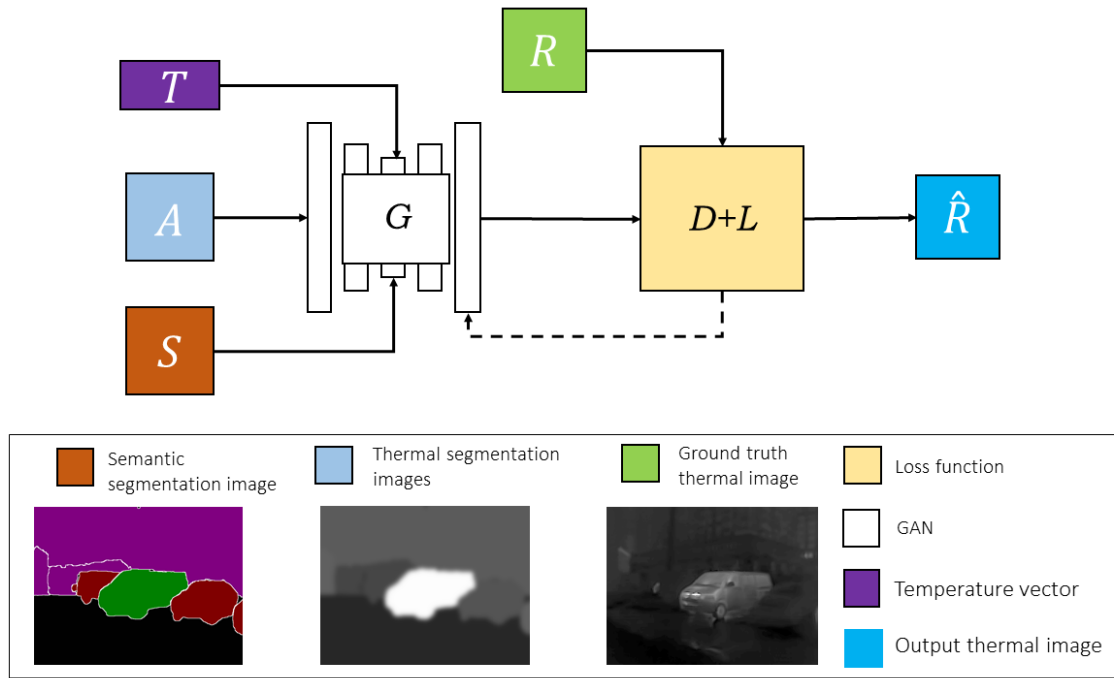 R
T
A
G
D+L
R̂
S
Semantic
segmentation image
Thermal segmentation
images
Ground truth
thermal image
Loss function
GAN
Temperature vector
Output thermal image